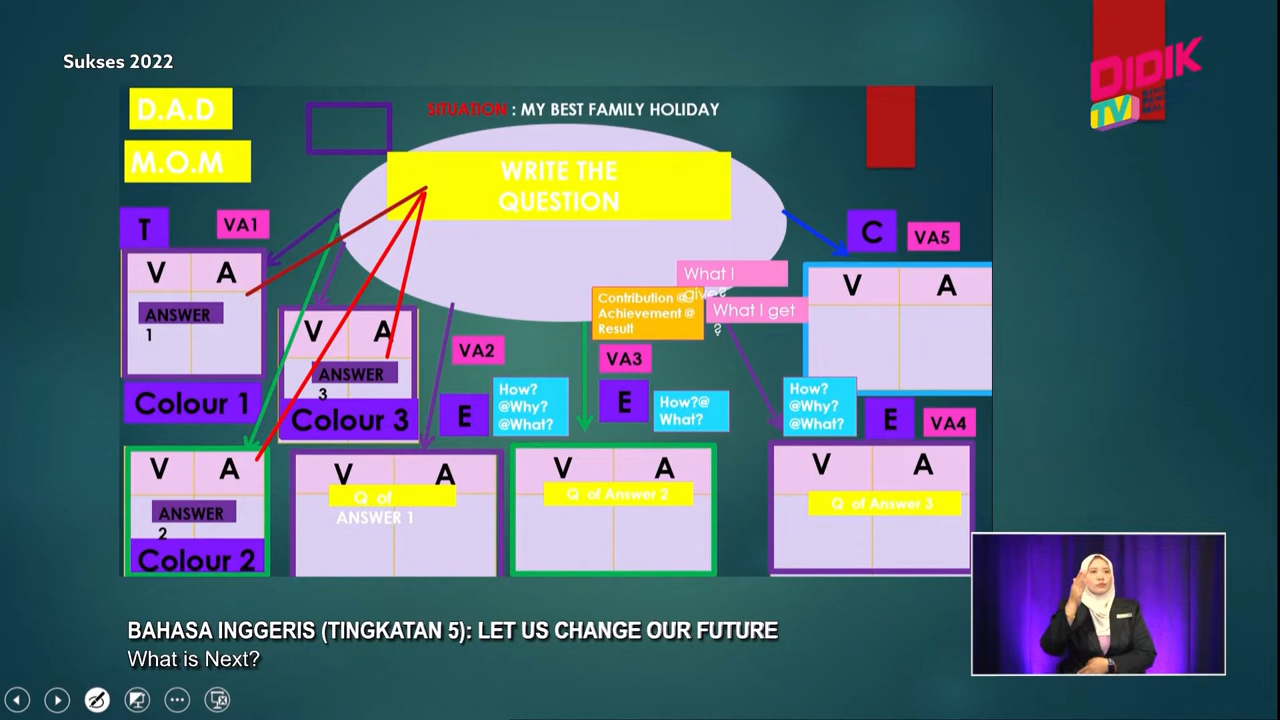 Sukses 2022
DIDIK
TV
D.A.D
M.O.M
SITUATION : MY BEST FAMILY HOLIDAY
WRITE THE
QUESTION
T
VA1
V A
ANSWER
1
Colour 1
V A
ANSWER
3
Colour 3
V A
ANSWER
2
Colour 2
VA2
E
How?
@Why?
@What?
V A
Q of
ANSWER 1
Contribution @
Achievement @
Result
What I
give?
What I get
?
VA3
E
How?@
What?
V A
Q of Answer 2
How?
@Why?
@What?
E
VA4
V A
Q of Answer 3
C
VA5
V A
BAHASA INGGERIS (TINGKATAN 5): LET US CHANGE OUR FUTURE
What is Next?